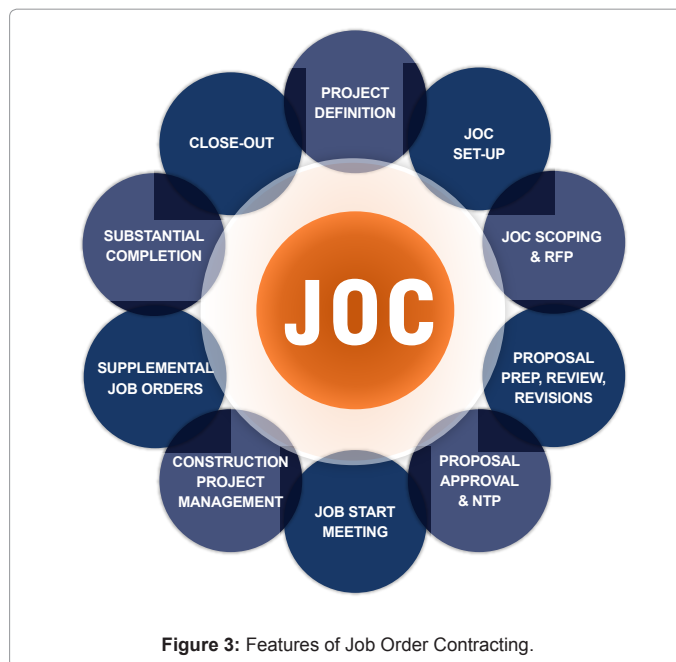 PROJECT
DEFINITION
JOC
SET-UP
JOC SCOPING
& RFP
PROPOSAL
PREP, REVIEW,
REVISIONS
PROPOSAL
APPROVAL
& NTP
JOB START
MEETING
CONSTRUCTION
PROJECT
MANAGEMENT
SUPPLEMENTAL
JOB ORDERS
SUBSTANTIAL
COMPLETION
CLOSE-OUT
JOC
Figure 3: Features of Job Order Contracting.